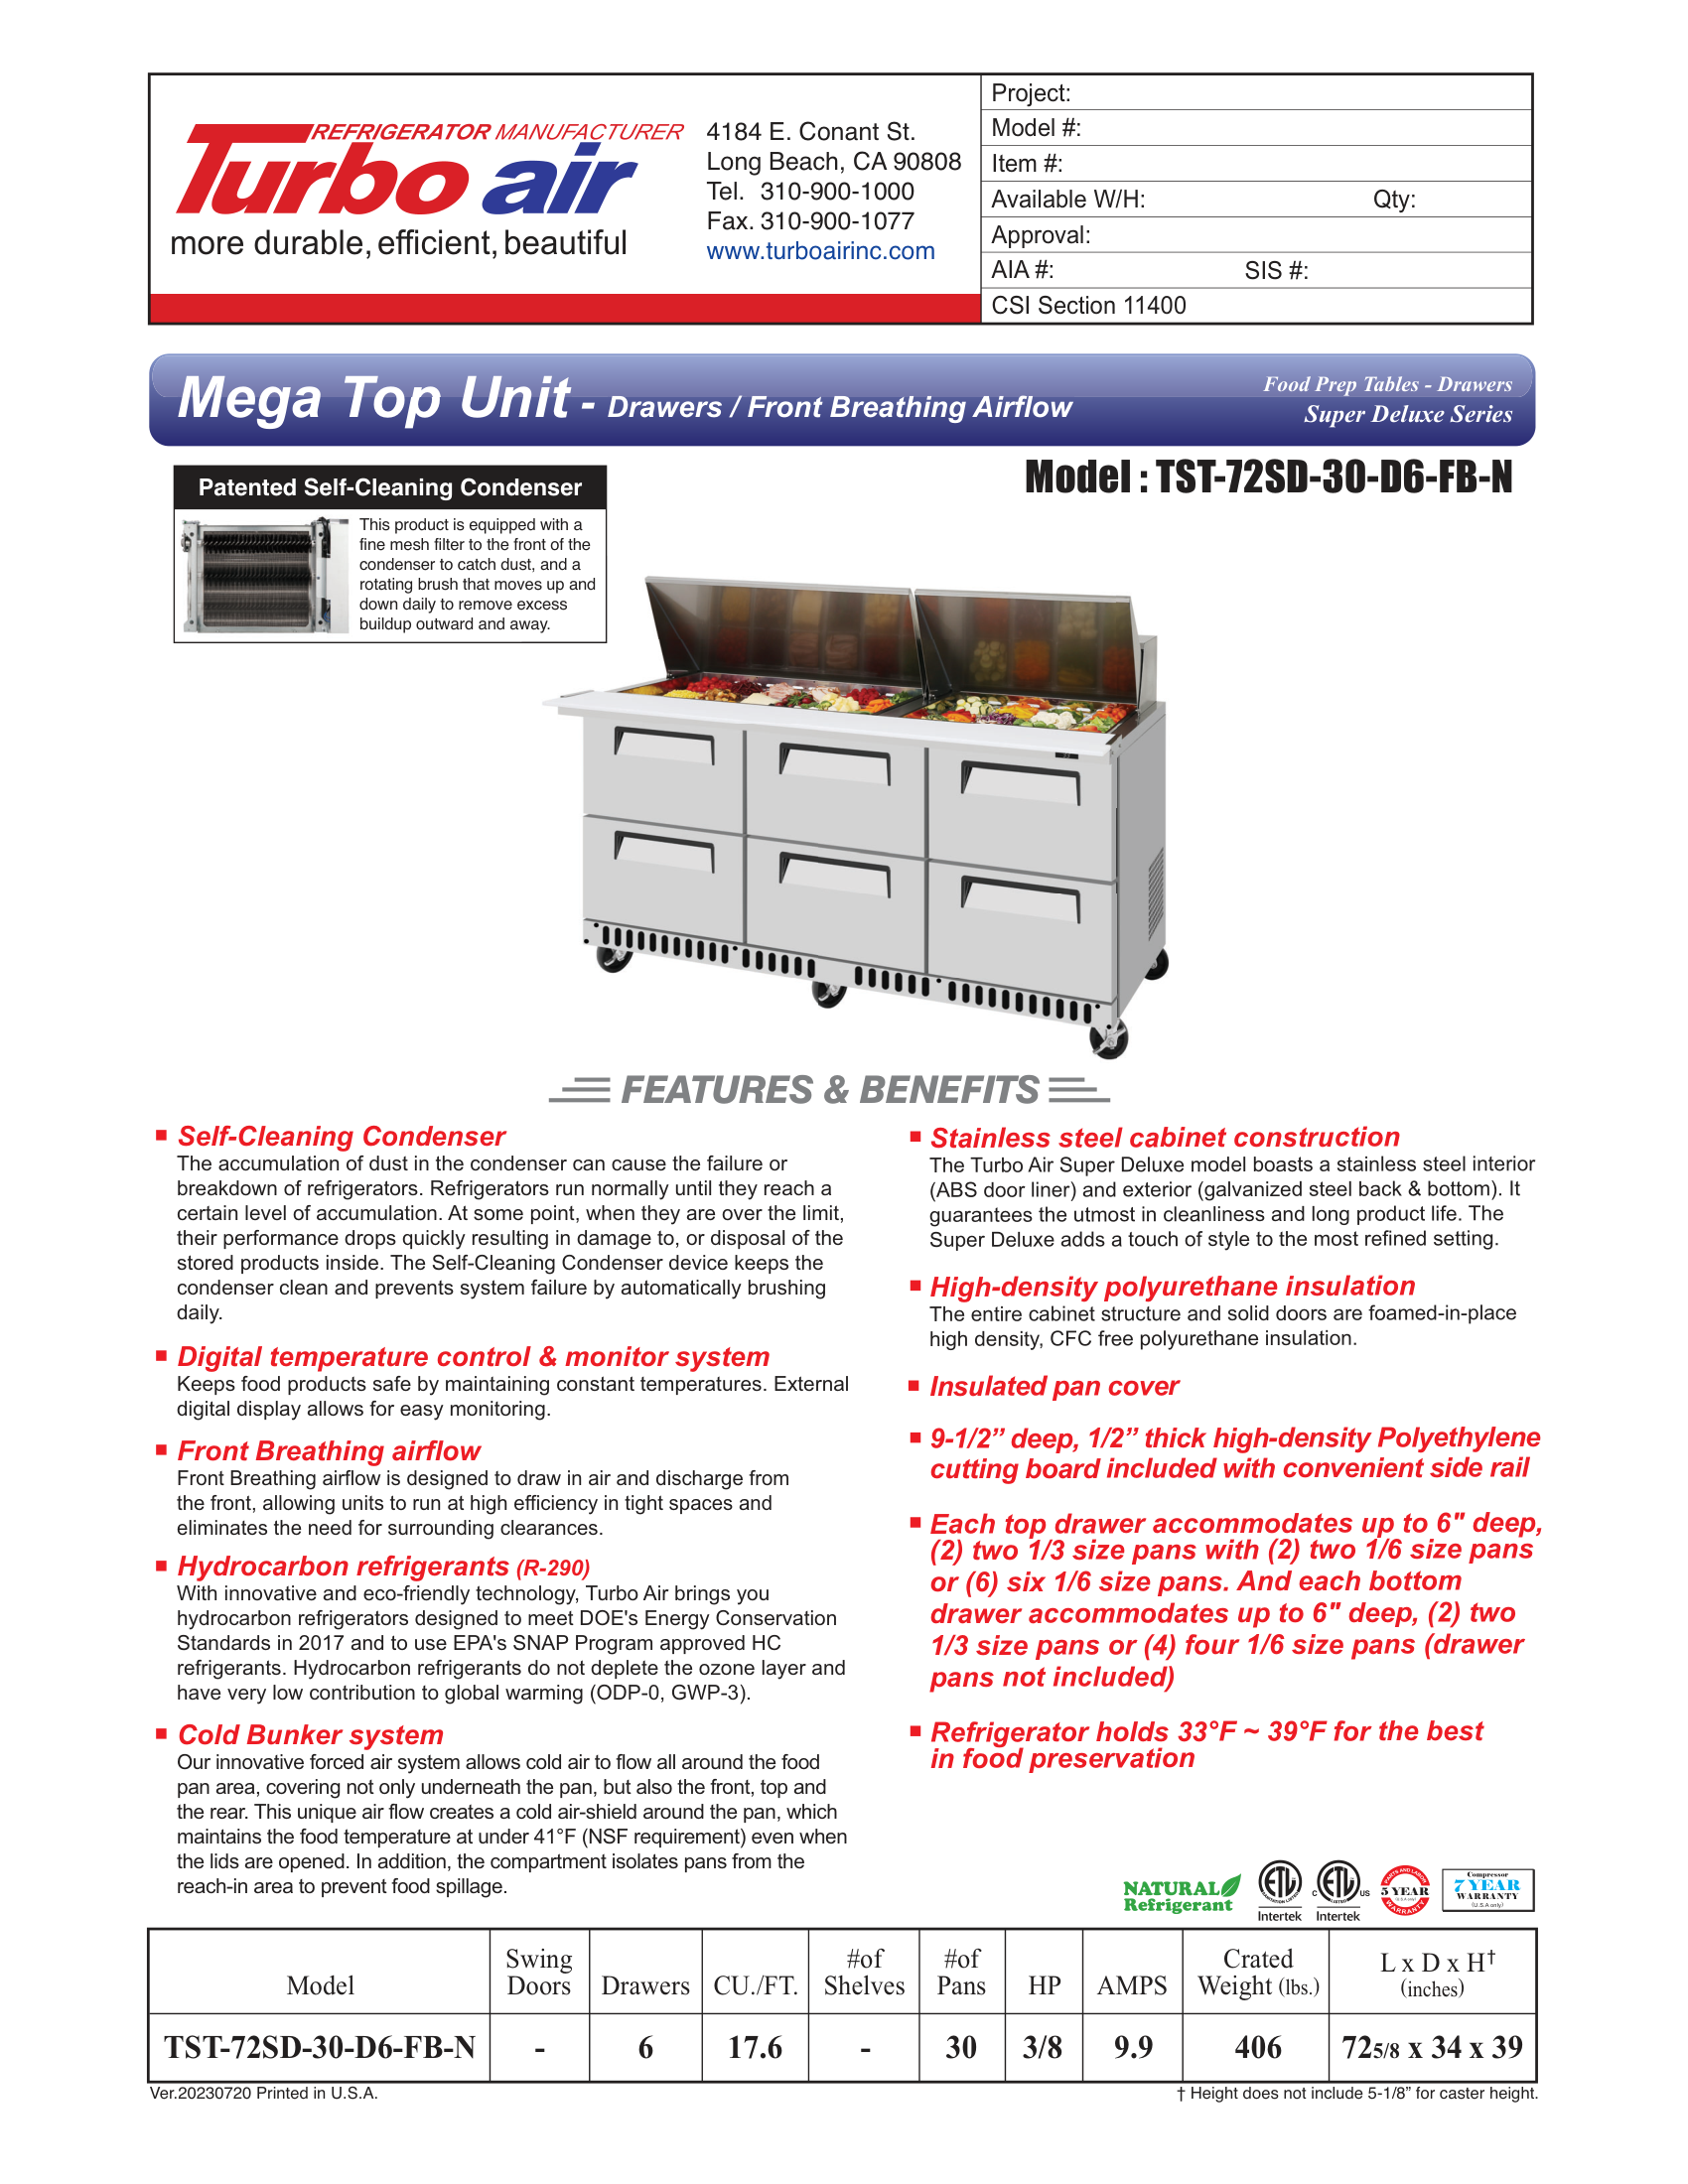 REFRIGERATOR MANUFACTURER
Turbo air
more durable, efficient, beautiful
4184 E. Conant St.
Long Beach, CA 90808
Tel. 310-900-1000
Fax. 310-900-1077
www.turboairinc.com
Project:
Model #:
Item #:
Available W/H: Qty:
Approval:
AIA #: SIS #:
CSI Section 11400
Mega Top Unit - Drawers / Front Breathing Airflow
Food Prep Tables - Drawers
Super Deluxe Series
Model : TST-72SD-30-D6-FB-N
Patented Self-Cleaning Condenser
This product is equipped with a
fine mesh filter to the front of the
condenser to catch dust, and a
rotating brush that moves up and
down daily to remove excess
buildup outward and away.
FEATURES & BENEFITS
Self-Cleaning Condenser
The accumulation of dust in the condenser can cause the failure or
breakdown of refrigerators. Refrigerators run normally until they reach a
certain level of accumulation. At some point, when they are over the limit,
their performance drops quickly resulting in damage to, or disposal of the
stored products inside. The Self-Cleaning Condenser device keeps the
condenser clean and prevents system failure by automatically brushing
daily.
Digital temperature control & monitor system
Keeps food products safe by maintaining constant temperatures. External
digital display allows for easy monitoring.
Front Breathing airflow
Front Breathing airflow is designed to draw in air and discharge from
the front, allowing units to run at high efficiency in tight spaces and
eliminates the need for surrounding clearances.
Hydrocarbon refrigerants (R-290)
With innovative and eco-friendly technology, Turbo Air brings you
hydrocarbon refrigerators designed to meet DOE's Energy Conservation
Standards in 2017 and to use EPA's SNAP Program approved HC
refrigerants. Hydrocarbon refrigerants do not deplete the ozone layer and
have very low contribution to global warming (ODP-0, GWP-3).
Cold Bunker system
Our innovative forced air system allows cold air to flow all around the food
pan area, covering not only underneath the pan, but also the front, top and
the rear. This unique air flow creates a cold air-shield around the pan, which
maintains the food temperature at under 41°F (NSF requirement) even when
the lids are opened. In addition, the compartment isolates pans from the
reach-in area to prevent food spillage.
Stainless steel cabinet construction
The Turbo Air Super Deluxe model boasts a stainless steel interior
(ABS door liner) and exterior (galvanized steel back & bottom). It
guarantees the utmost in cleanliness and long product life. The
Super Deluxe adds a touch of style to the most refined setting.
High-density polyurethane insulation
The entire cabinet structure and solid doors are foamed-in-place
high density, CFC free polyurethane insulation.
Insulated pan cover
9-1/2” deep, 1/2” thick high-density Polyethylene
cutting board included with convenient side rail
Each top drawer accommodates up to 6" deep,
(2) two 1/3 size pans with (2) two 1/6 size pans
or (6) six 1/6 size pans. And each bottom
drawer accommodates up to 6" deep, (2) two
1/3 size pans or (4) four 1/6 size pans (drawer
pans not included)
Refrigerator holds 33°F ~ 39°F for the best
in food preservation
NATURAL
Refrigerant
ETL
Intertek
C ETL US
Intertek
PARTS AND LABOR
5 YEAR
WARRANTY
Compressor
7 YEAR
WARRANTY
(U.S.A only)
Model Swing Doors Drawers CU./FT. #of Shelves #of Pans HP AMPS Crated Weight (lbs.) L x D x H† (inches)
TST-72SD-30-D6-FB-N - 6 17.6 - 30 3/8 9.9 406 72 5/8 x 34 x 39
Ver.20230720 Printed in U.S.A.
† Height does not include 5-1/8” for caster height.